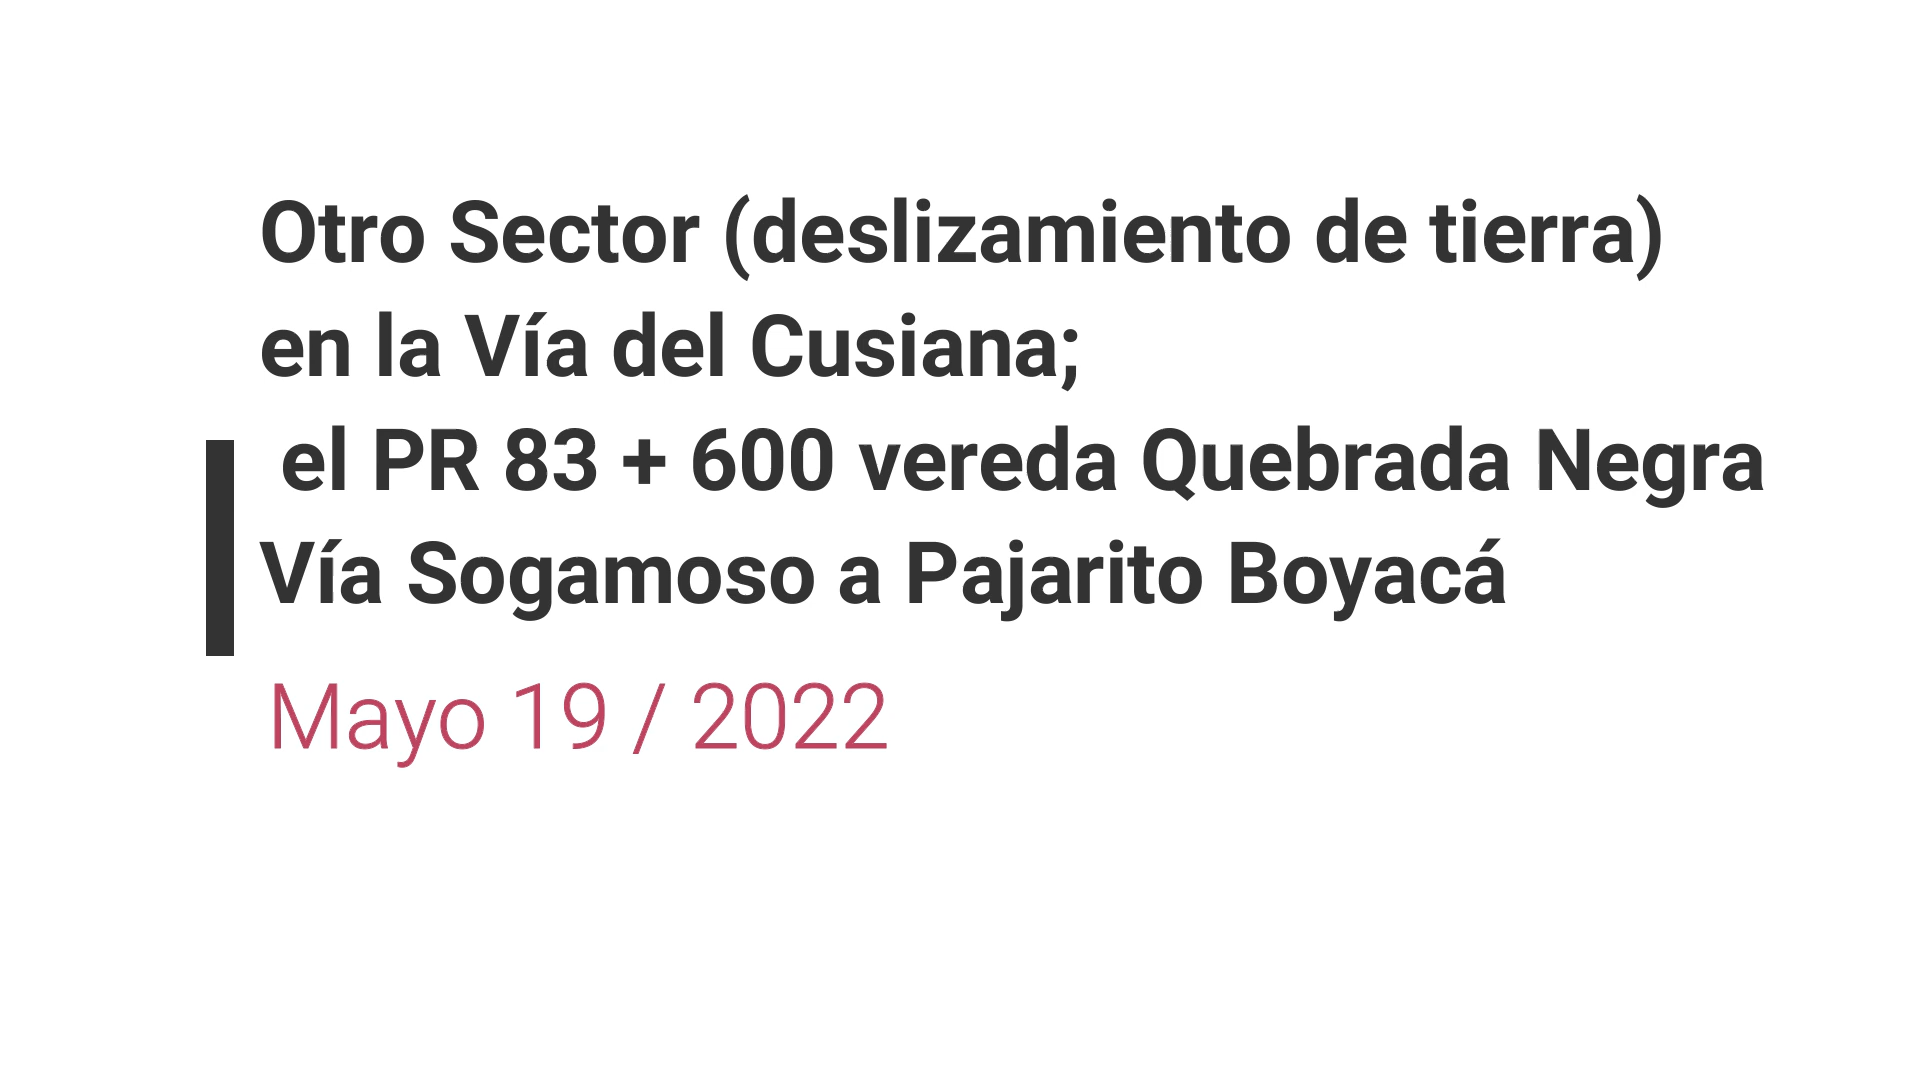 Otro Sector (deslizamiento de tierra)
en la Vía del Cusiana;
el PR 83 + 600 vereda Quebrada Negra
Vía Sogamoso a Pajarito Boyacá
Mayo 19 / 2022